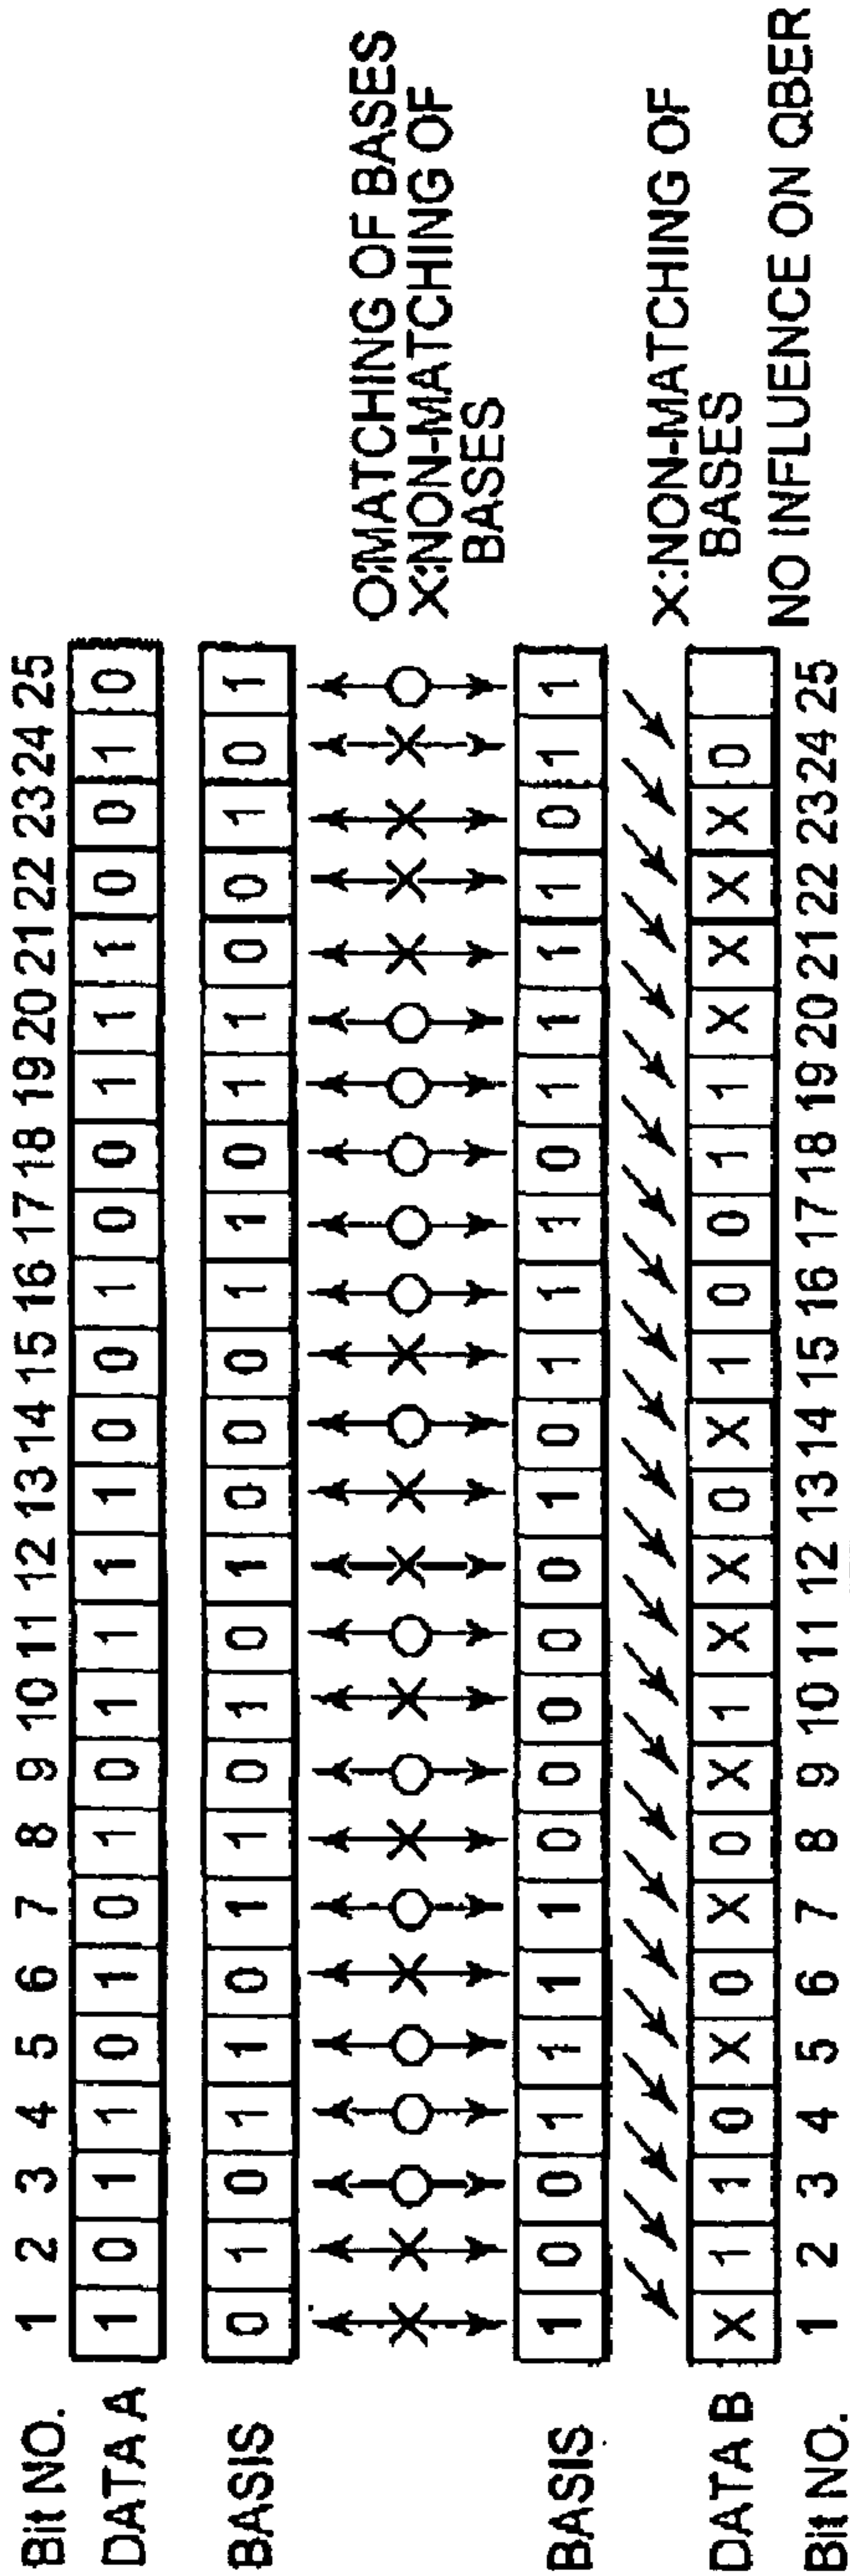 Bit NO. 1 2 3 4 5 6 7 8 9 10 11 12 13 14 15 16 17 18 19 20 21 22 23 24 25
DATA A 1 0 1 1 0 1 0 1 0 1 1 1 1 0 0 1 0 0 1 1 1 0 0 1 0
BASIS 0 1 0 1 1 0 1 1 0 1 0 1 0 0 0 1 1 0 1 1 0 0 1 0 1
X X O O O X O X O X O X X O X O O O O O X X X X O
O:MATCHING OF BASES
X:NON-MATCHING OF
BASES
BASIS 1 0 0 1 1 1 1 0 0 0 0 0 1 0 1 1 1 0 1 1 1 1 0 1 1
X:NON-MATCHING OF
BASES
DATA B X 1 1 0 X 0 X 0 X 1 X X 0 X 1 0 0 1 1 X X X X 0
NO INFLUENCE ON QBER
Bit NO. 1 2 3 4 5 6 7 8 9 10 11 12 13 14 15 16 17 18 19 20 21 22 23 24 25